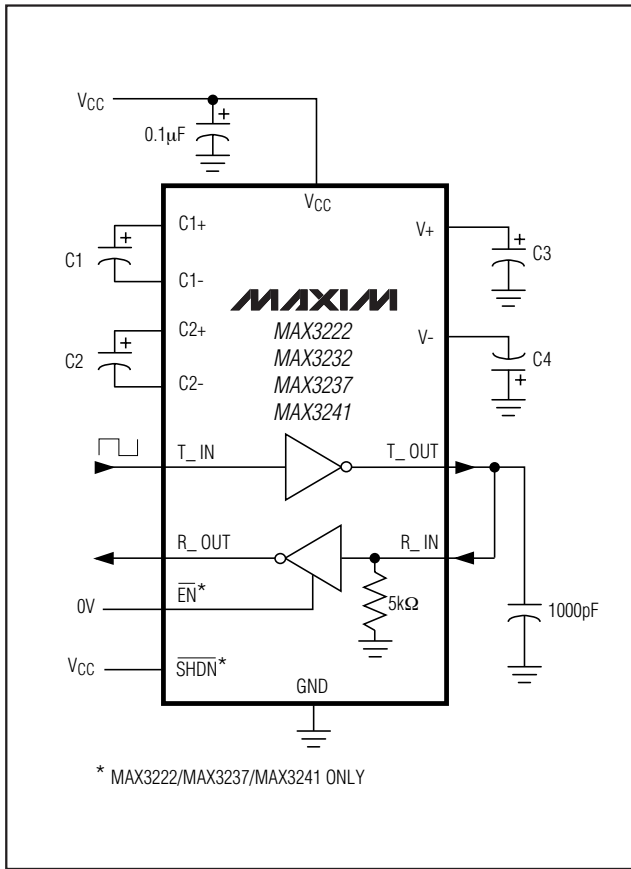 VCC
0.1µF
VCC
C1+
V+
C1
C3
C1-
MAXIM
C2+
MAX3222
V-
C2
MAX3232
C4
C2-
MAX3237
MAX3241
T_ IN
T_ OUT
R_ OUT
R_ IN
EN*
5kΩ
1000pF
0V
VCC
SHDN*
GND
* MAX3222/MAX3237/MAX3241 ONLY